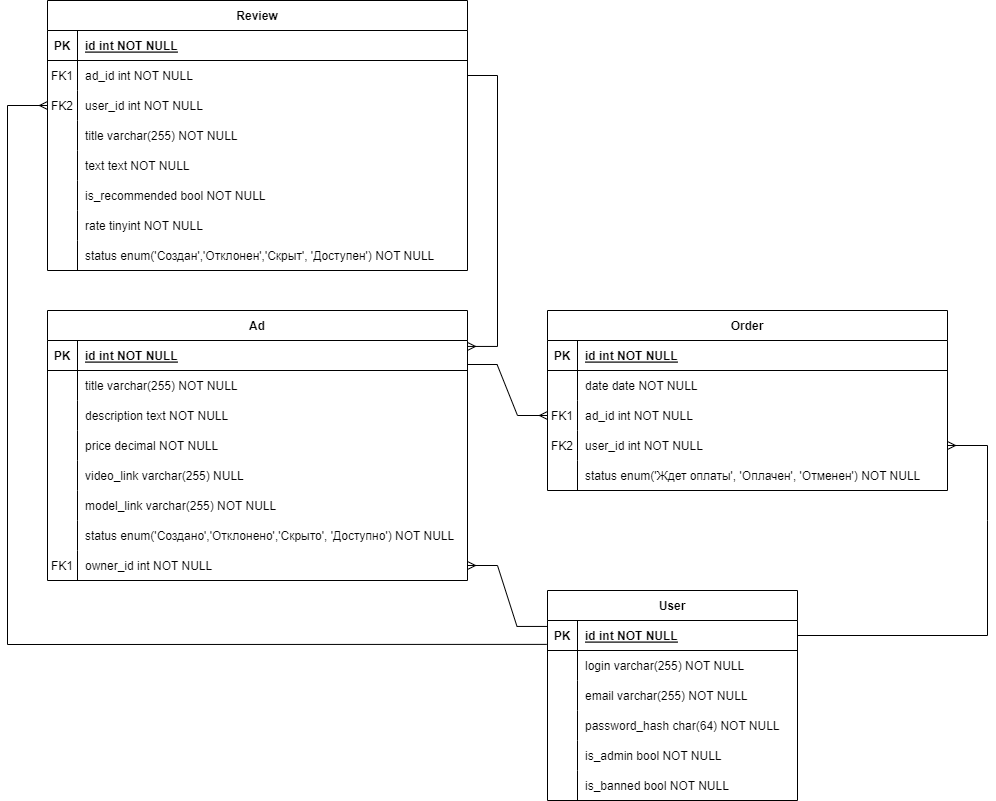 Review
PK id int NOT NULL
FK1 ad_id int NOT NULL
FK2 user_id int NOT NULL
title varchar(255) NOT NULL
text text NOT NULL
is_recommended bool NOT NULL
rate tinyint NOT NULL
status enum('Создан','Отклонен','Скрыт', 'Доступен') NOT NULL
Ad
PK id int NOT NULL
title varchar(255) NOT NULL
description text NOT NULL
price decimal NOT NULL
video_link varchar(255) NULL
model_link varchar(255) NOT NULL
status enum('Создано','Отклонено','Скрыто', 'Доступно') NOT NULL
FK1 owner_id int NOT NULL
Order
PK id int NOT NULL
date date NOT NULL
FK1 ad_id int NOT NULL
FK2 user_id int NOT NULL
status enum('Ждет оплаты', 'Оплачен', 'Отменен') NOT NULL
User
PK id int NOT NULL
login varchar(255) NOT NULL
email varchar(255) NOT NULL
password_hash char(64) NOT NULL
is_admin bool NOT NULL
is_banned bool NOT NULL